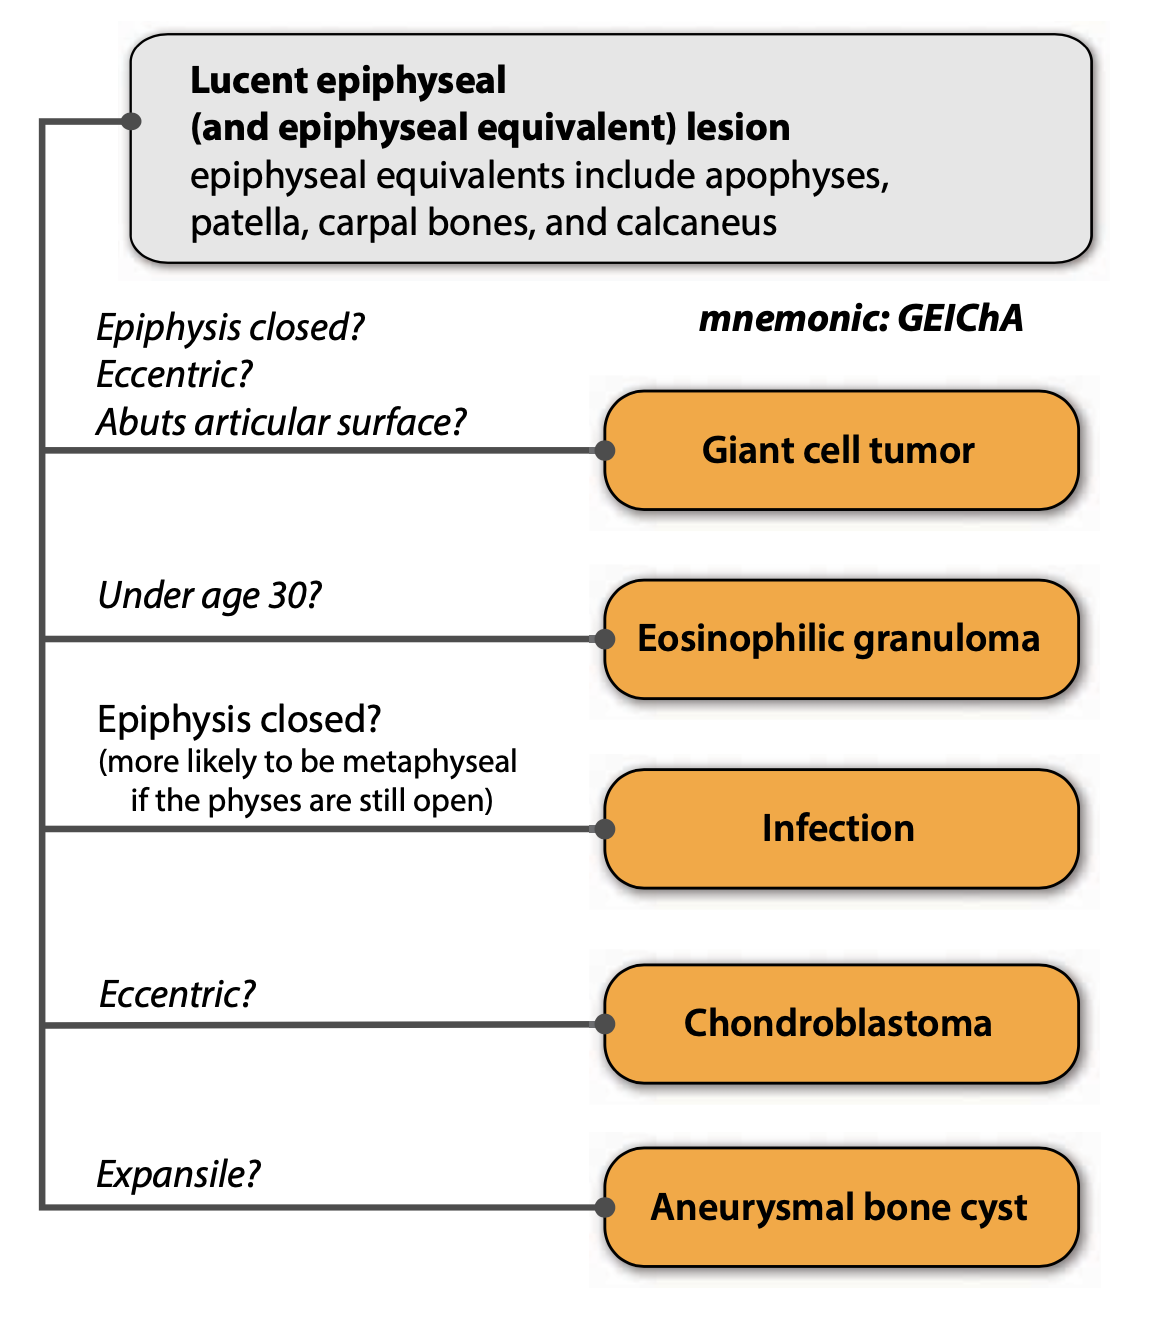 Lucent epiphyseal
(and epiphyseal equivalent) lesion
epiphyseal equivalents include apophyses,
patella, carpal bones, and calcaneus
mnemonic: GEIChA
Epiphysis closed?
Eccentric?
Abuts articular surface?
Giant cell tumor
Under age 30?
Eosinophilic granuloma
Epiphysis closed?
(more likely to be metaphyseal
if the physes are still open)
Infection
Eccentric?
Chondroblastoma
Expansile?
Aneurysmal bone cyst